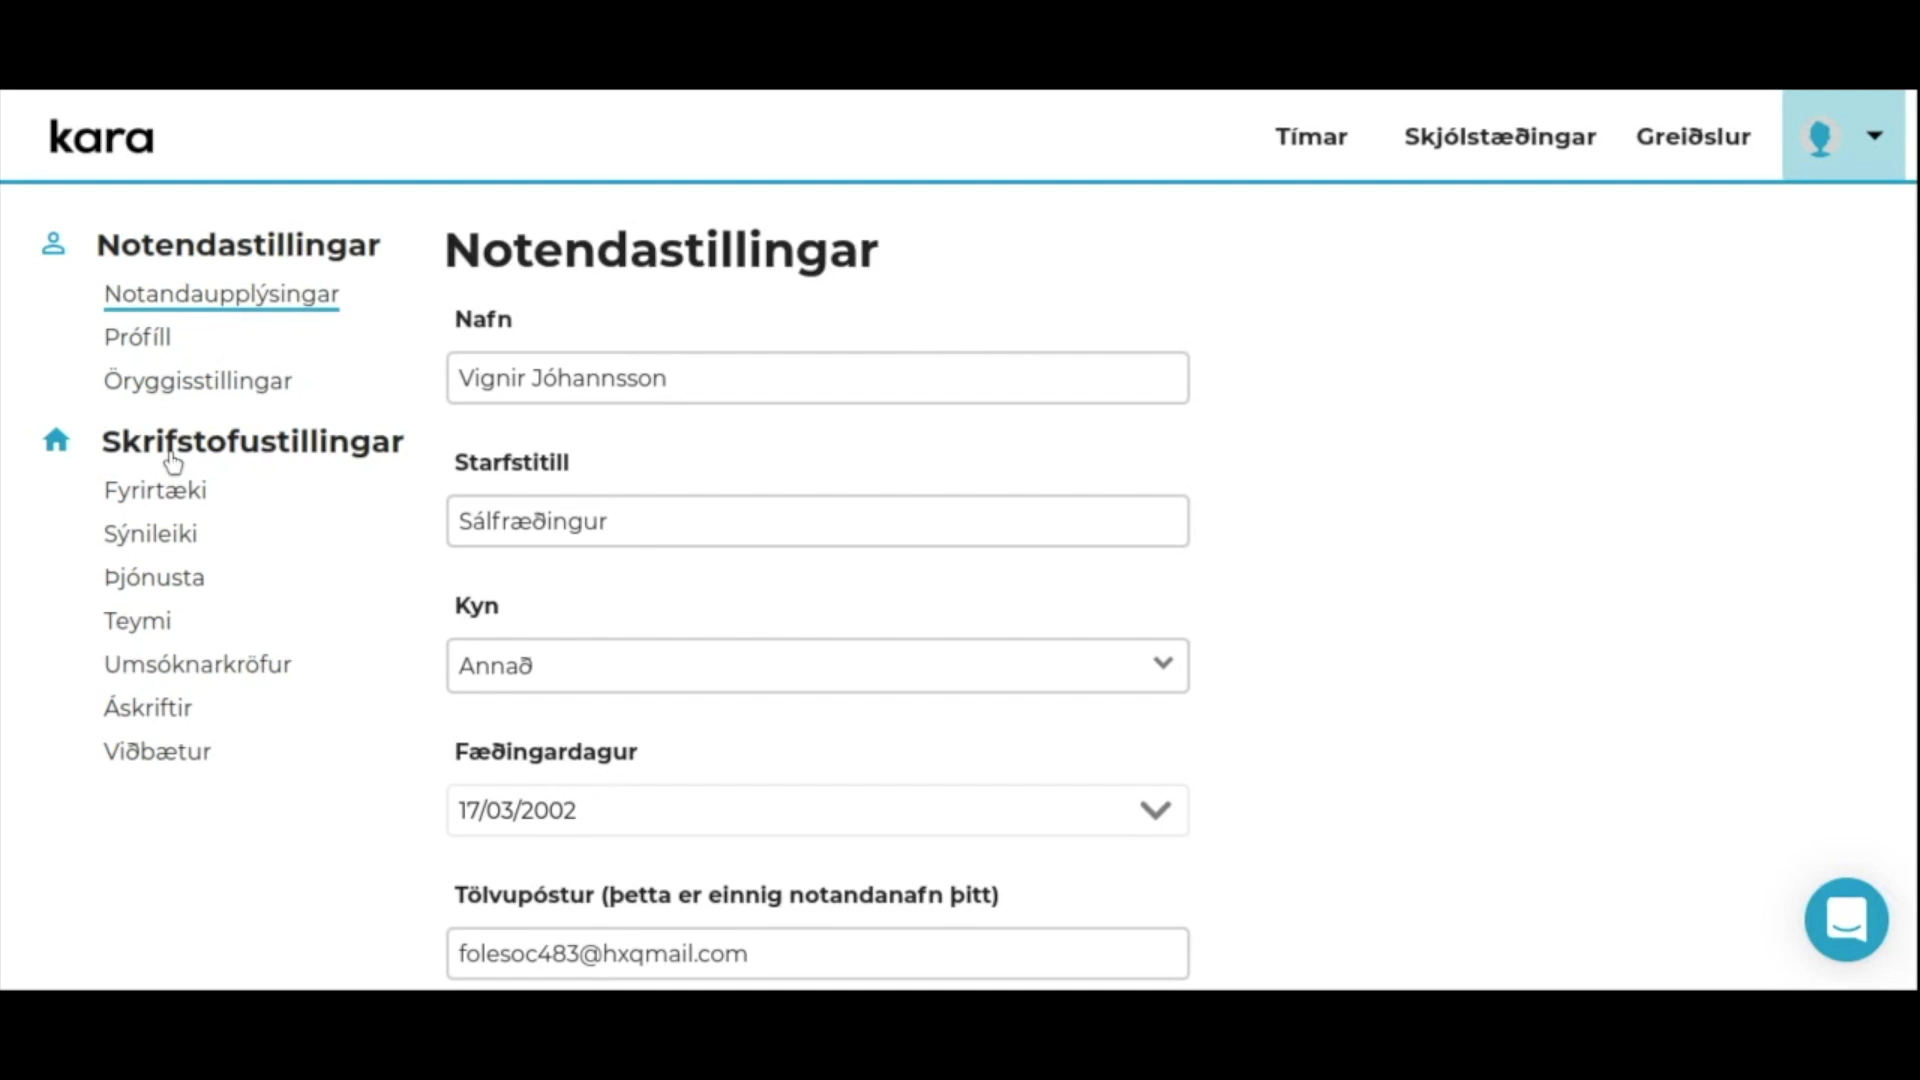 kara
Tímar
Skjólstæðingar
Greiðslur
Notendastillingar
Notandaupplýsingar
Prófíll
Öryggisstillingar
Skrifstofustillingar
Fyrirtæki
Sýnileiki
Þjónusta
Teymi
Umsóknarkröfur
Áskriftir
Viðbætur
Notendastillingar
Nafn
Vignir Jóhannsson
Starfstitill
Sálfræðingur
Kyn
Annað
Fæðingardagur
17/03/2002
Tölvupóstur (þetta er einnig notandanafn þitt)
folesoc483@hxqmail.com